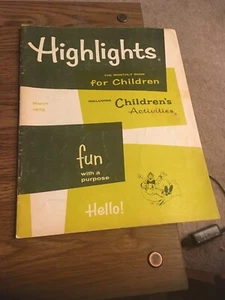 Highlights®
THE MONTHLY BOOK
for Children
INCLUDING Children's
Activities®
fun
with a
purpose
Hello!